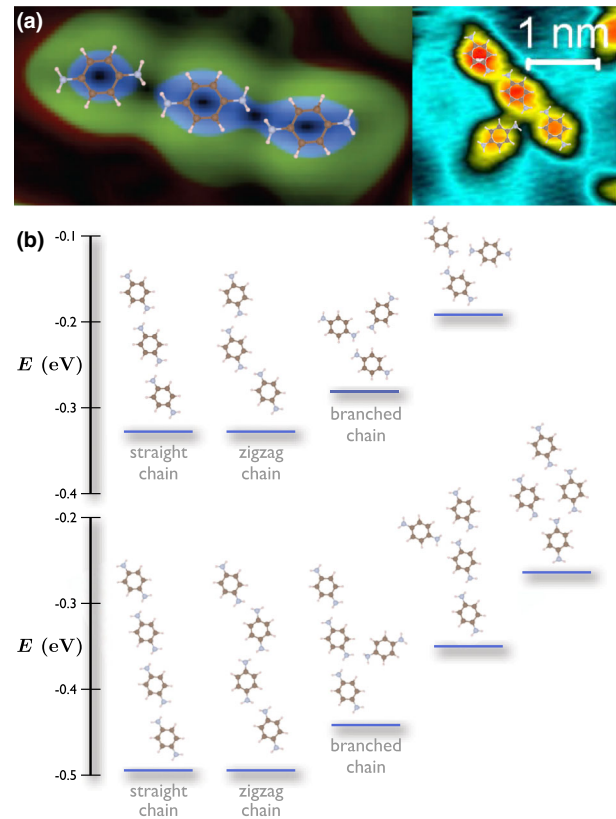 (a)
1 nm
(b)
-0.1
-0.2
E (eV)
-0.3
-0.4
straight
chain
zigzag
chain
branched
chain
-0.2
-0.3
E (eV)
-0.4
-0.5
straight
chain
zigzag
chain
branched
chain